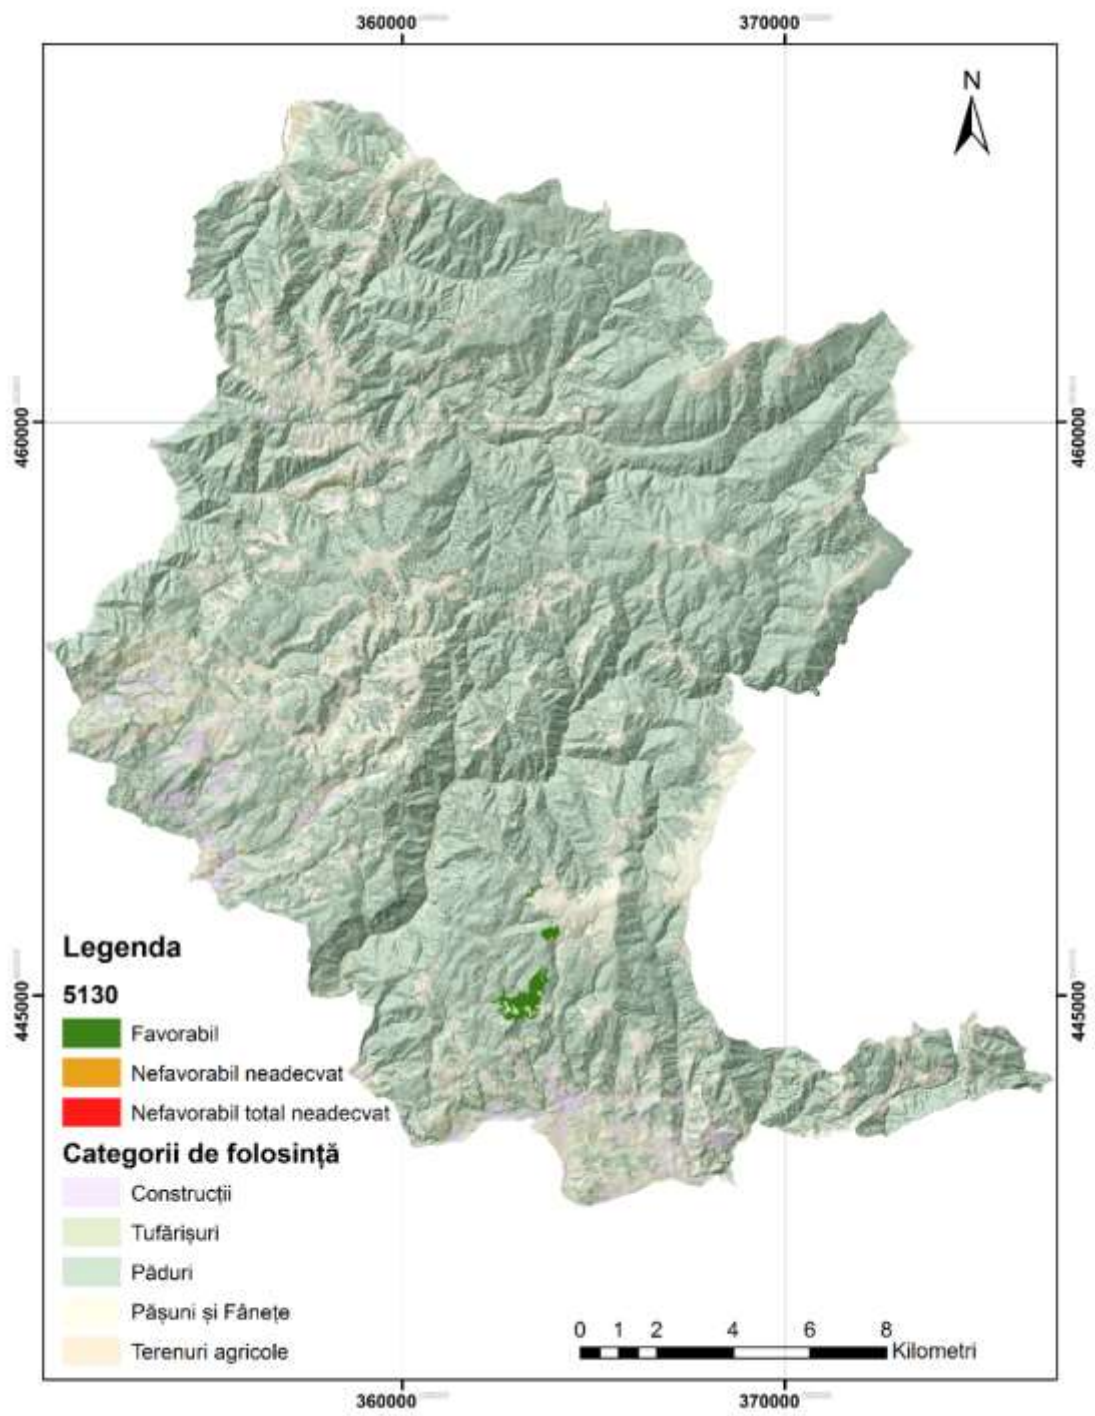 360000 370000
N
460000 460000
Legenda
5130
445000 445000
Favorabil
Nefavorabil neadecvat
Nefavorabil total neadecvat
Categorii de folosință
Construcții
Tufărișuri
Păduri
Pășuni și Fânețe
0 1 2 4 6 8
Terenuri agricole Kilometri
360000 370000